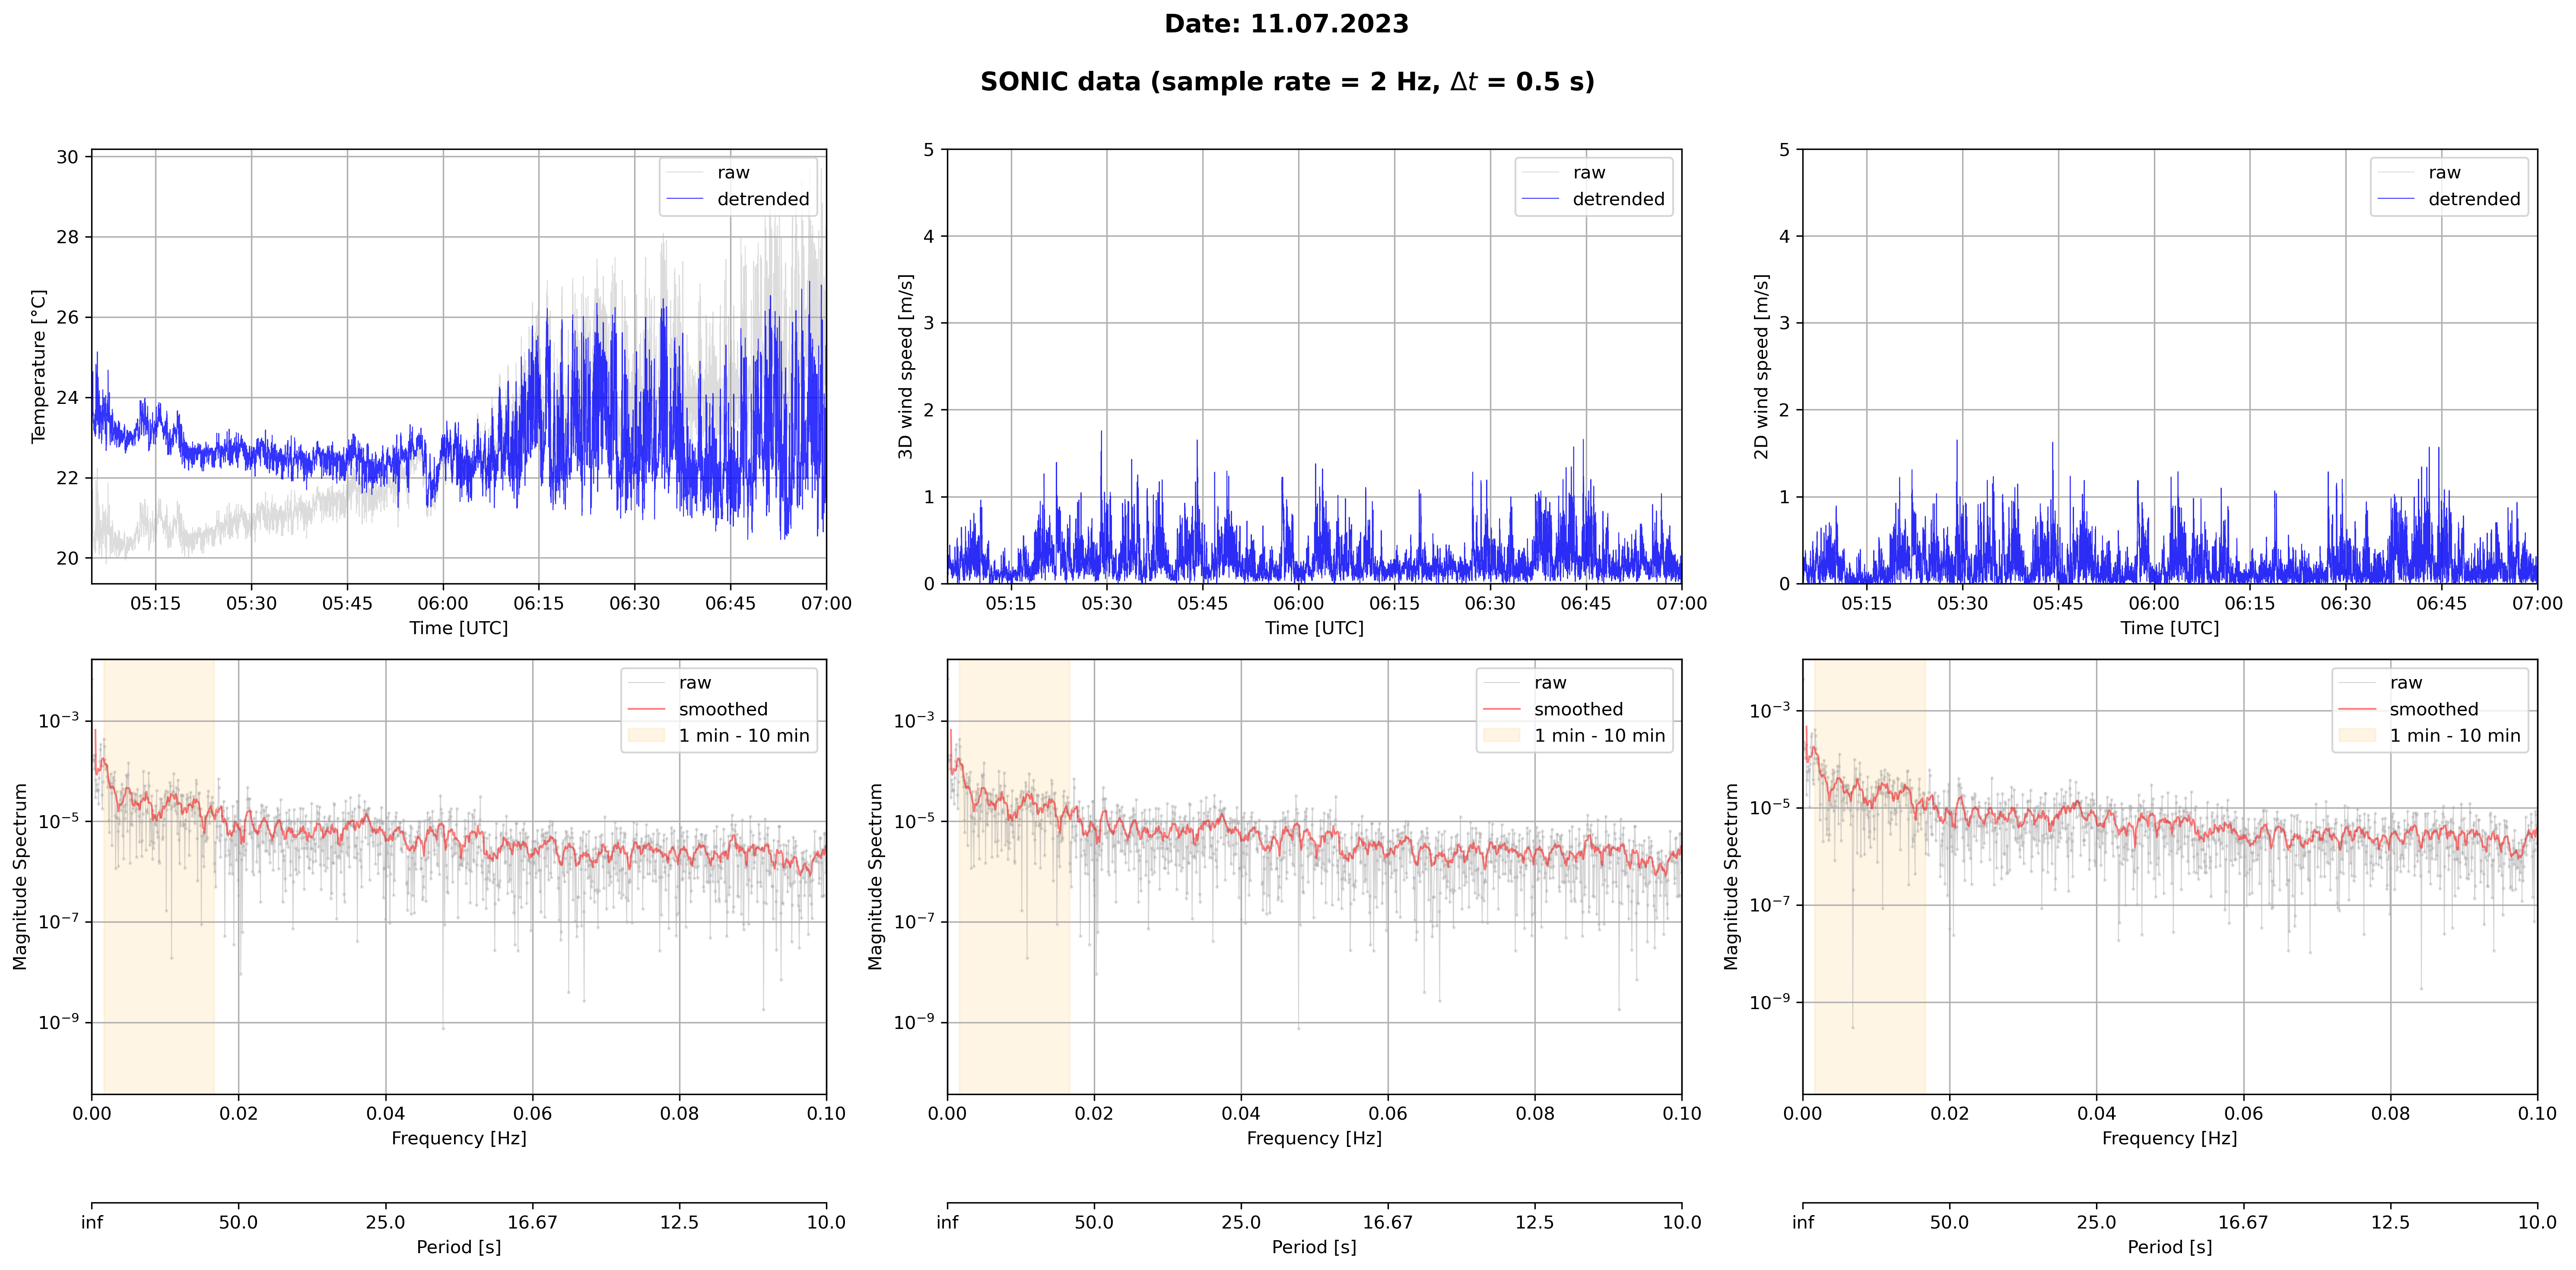 Date: 11.07.2023
SONIC data (sample rate = 2 Hz, Δt = 0.5 s)
30
28
26
24
22
20
Temperature [°C]
raw
detrended
05:15 05:30 05:45 06:00 06:15 06:30 06:45 07:00
Time [UTC]
5
4
3
2
1
0
3D wind speed [m/s]
raw
detrended
05:15 05:30 05:45 06:00 06:15 06:30 06:45 07:00
Time [UTC]
5
4
3
2
1
0
2D wind speed [m/s]
raw
detrended
05:15 05:30 05:45 06:00 06:15 06:30 06:45 07:00
Time [UTC]
10⁻³
10⁻⁵
10⁻⁷
10⁻⁹
Magnitude Spectrum
raw
smoothed
1 min - 10 min
0.00 0.02 0.04 0.06 0.08 0.10
Frequency [Hz]
inf 50.0 25.0 16.67 12.5 10.0
Period [s]
10⁻³
10⁻⁵
10⁻⁷
10⁻⁹
Magnitude Spectrum
raw
smoothed
1 min - 10 min
0.00 0.02 0.04 0.06 0.08 0.10
Frequency [Hz]
inf 50.0 25.0 16.67 12.5 10.0
Period [s]
10⁻³
10⁻⁵
10⁻⁷
10⁻⁹
Magnitude Spectrum
raw
smoothed
1 min - 10 min
0.00 0.02 0.04 0.06 0.08 0.10
Frequency [Hz]
inf 50.0 25.0 16.67 12.5 10.0
Period [s]